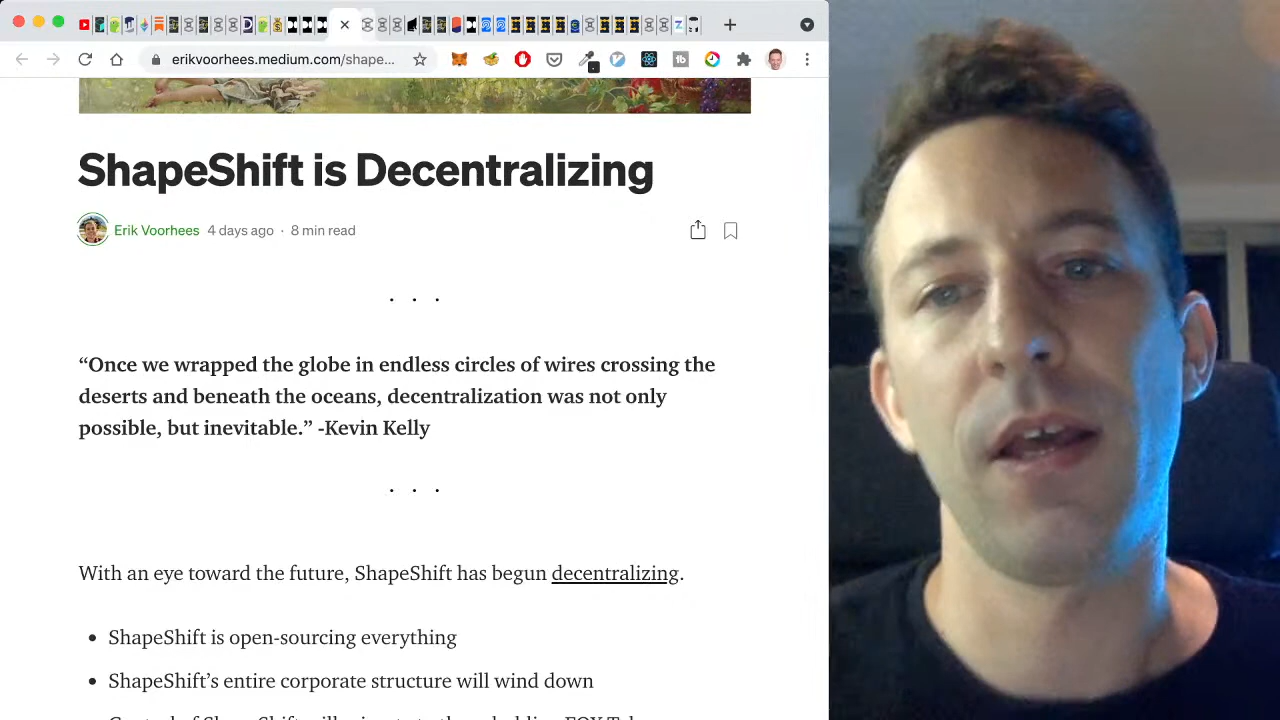 erikvoorhees.medium.com/shape...
ShapeShift is Decentralizing
Erik Voorhees 4 days ago · 8 min read
“Once we wrapped the globe in endless circles of wires crossing the
deserts and beneath the oceans, decentralization was not only
possible, but inevitable.” -Kevin Kelly
With an eye toward the future, ShapeShift has begun decentralizing.
ShapeShift is open-sourcing everything
ShapeShift’s entire corporate structure will wind down